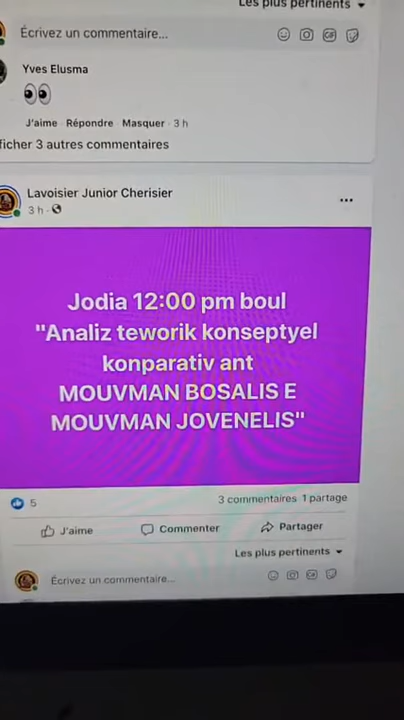 Les plus pertinents
Écrivez un commentaire...
Yves Elusma
J'aime Répondre Masquer · 3 h
ficher 3 autres commentaires
Lavoisier Junior Cherisier
3 h ·
Jodia 12:00 pm boul
"Analiz teworik konseptyel
konparativ ant
MOUVMAN BOSALIS E
MOUVMAN JOVENELIS"
5
3 commentaires 1 partage
J'aime Commenter Partager
Les plus pertinents
Écrivez un commentaire...